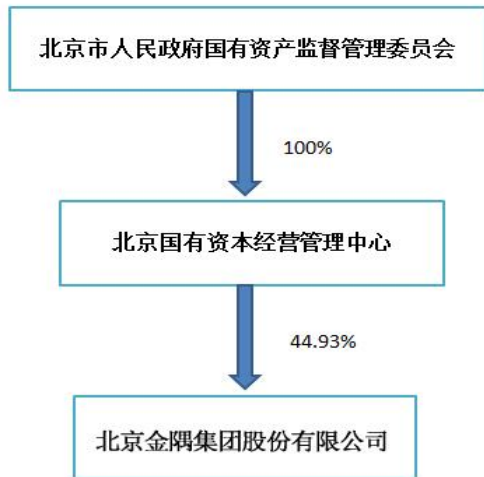 北京市人民政府国有资产监督管理委员会
100%
北京国有资本经营管理中心
44.93%
北京金隅集团股份有限公司